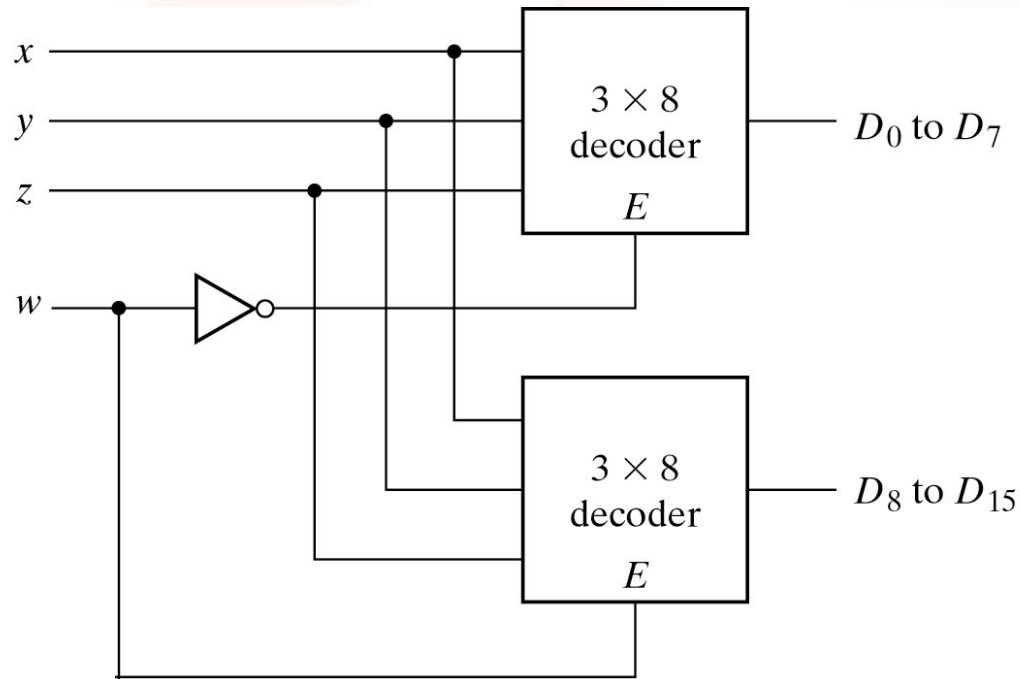 x
y
z
w
3 × 8
decoder
E
D₀ to D₇
3 × 8
decoder
E
D₈ to D₁₅